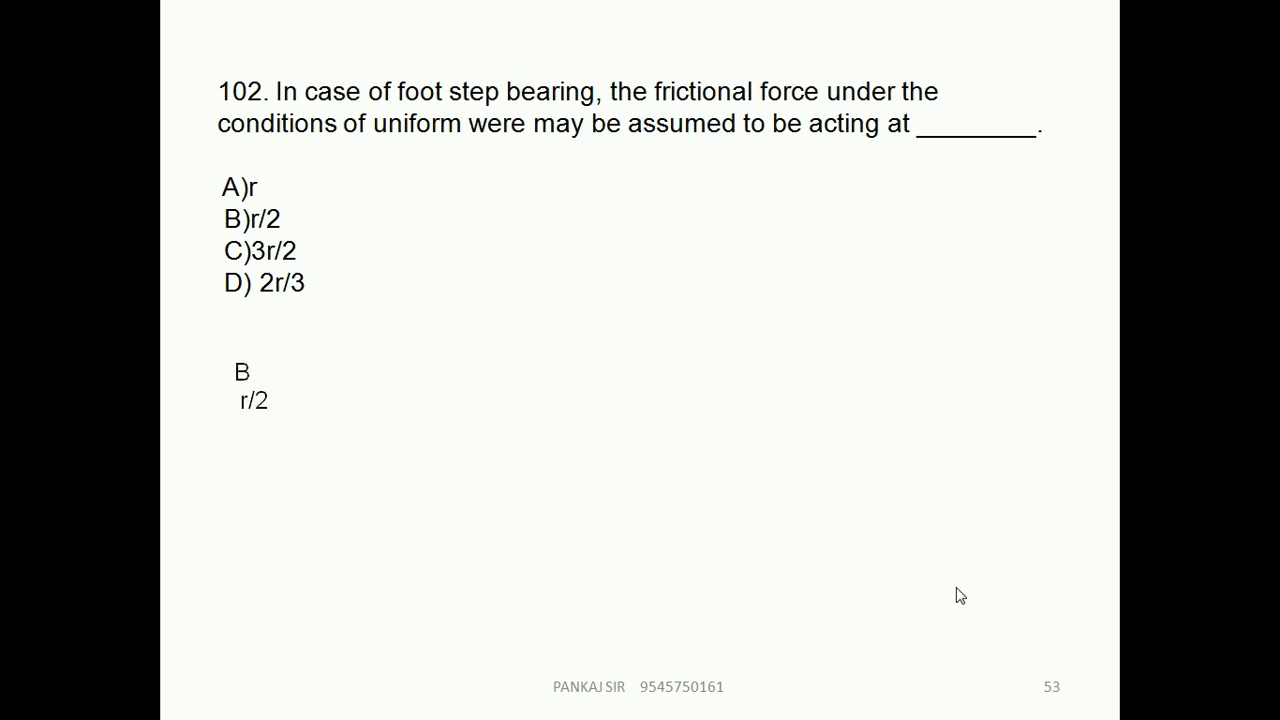 102. In case of foot step bearing, the frictional force under the
conditions of uniform were may be assumed to be acting at ________.
A)r
B)r/2
C)3r/2
D) 2r/3
B
r/2
PANKAJ SIR 9545750161
53